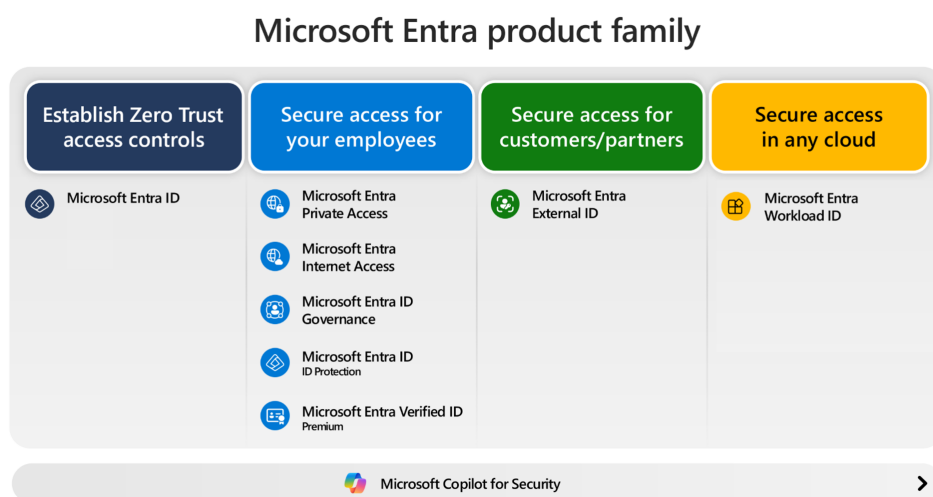 Microsoft Entra product family
Establish Zero Trust
access controls
Secure access for
your employees
Secure access for
customers/partners
Secure access
in any cloud
Microsoft Entra ID
Microsoft Entra
Private Access
Microsoft Entra
Internet Access
Microsoft Entra ID
Governance
Microsoft Entra ID
ID Protection
Microsoft Entra Verified ID
Premium
Microsoft Entra
External ID
Microsoft Entra
Workload ID
Microsoft Copilot for Security